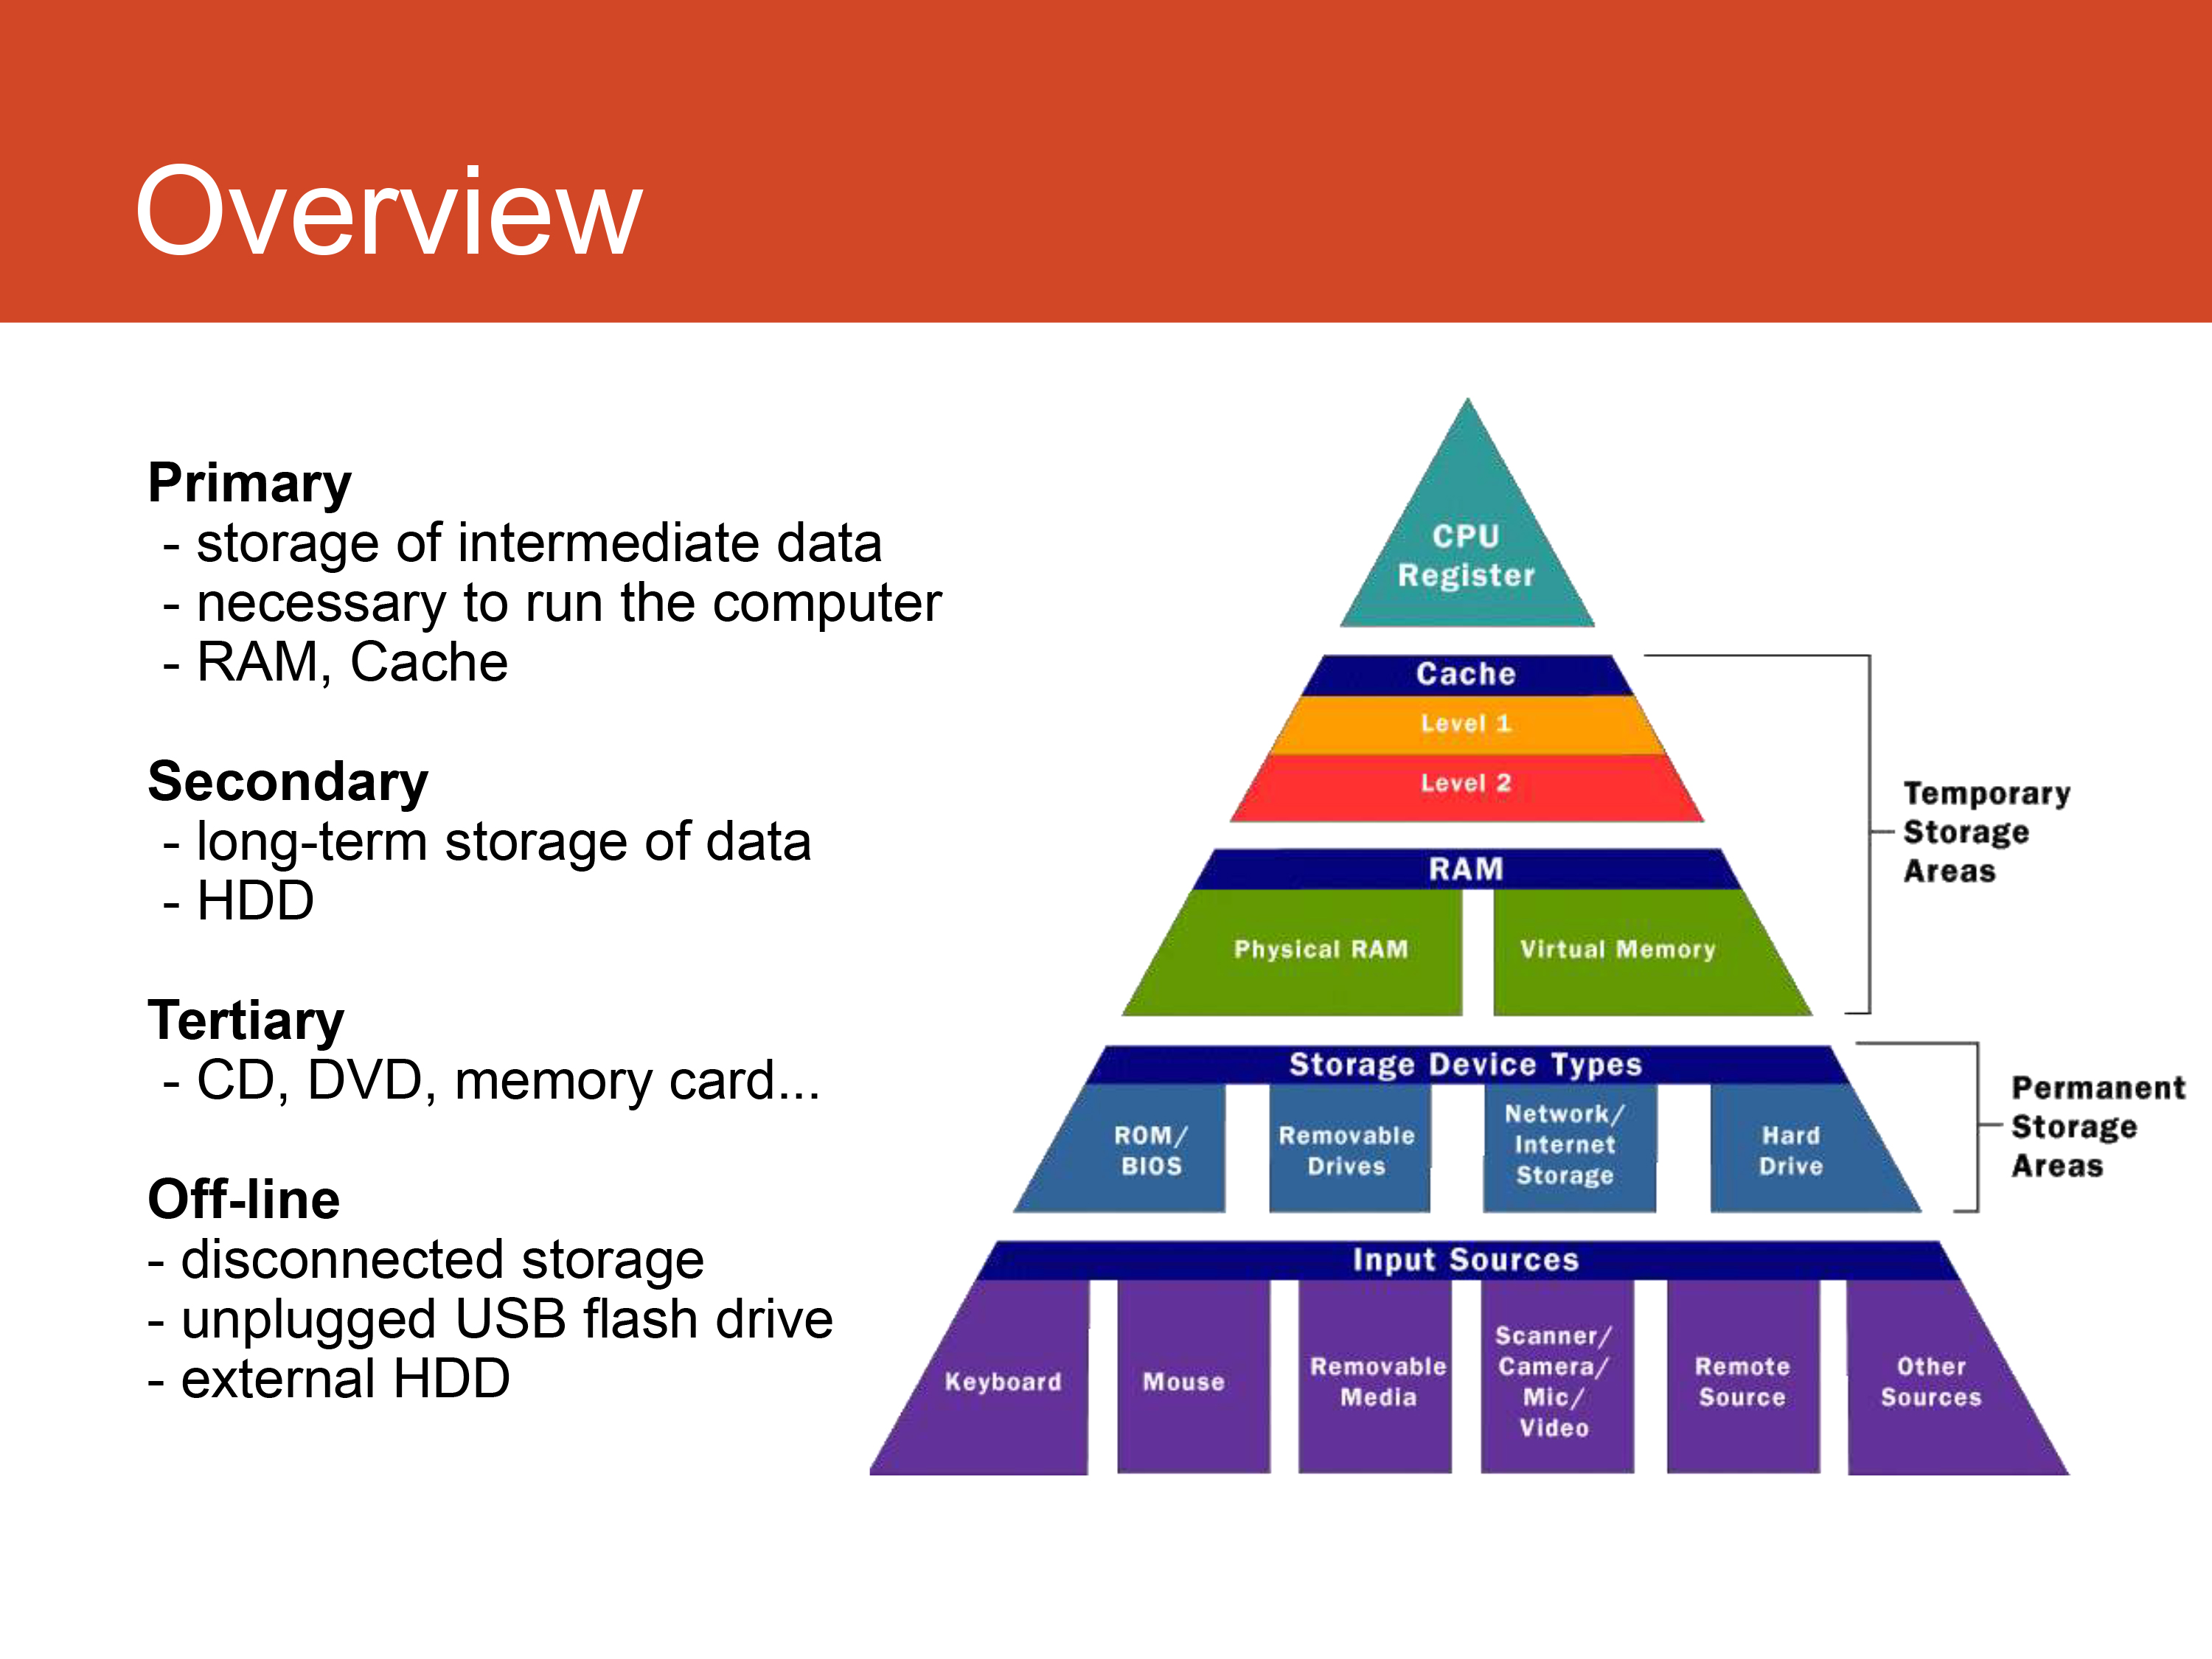 Overview
Primary
- storage of intermediate data
- necessary to run the computer
- RAM, Cache
Secondary
- long-term storage of data
- HDD
Tertiary
- CD, DVD, memory card...
Off-line
- disconnected storage
- unplugged USB flash drive
- external HDD
CPU
Register
Cache
Level 1
Level 2
RAM
Physical RAM
Virtual Memory
Temporary
Storage
Areas
Storage Device Types
ROM/
BIOS
Removable
Drives
Network/
Internet
Storage
Hard
Drive
Permanent
Storage
Areas
Input Sources
Keyboard
Mouse
Removable
Media
Scanner/
Camera/
Mic/
Video
Remote
Source
Other
Sources